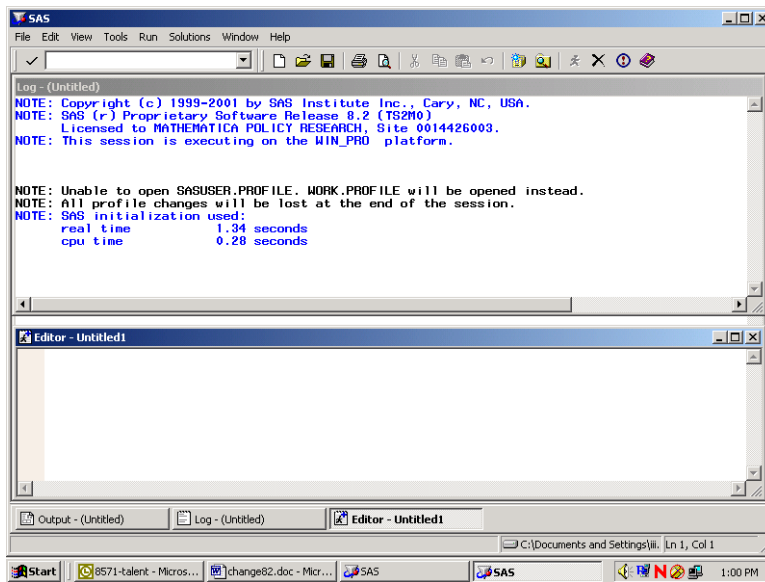 SAS
File Edit View Tools Run Solutions Window Help
Log - (Untitled)
NOTE: Copyright (c) 1999-2001 by SAS Institute Inc., Cary, NC, USA.
NOTE: SAS (r) Proprietary Software Release 8.2 (TS2M0)
Licensed to MATHEMATICA POLICY RESEARCH, Site 0014426003.
NOTE: This session is executing on the WIN_PRO platform.
NOTE: Unable to open SASUSER.PROFILE. WORK.PROFILE will be opened instead.
NOTE: All profile changes will be lost at the end of the session.
NOTE: SAS initialization used:
real time 1.34 seconds
cpu time 0.28 seconds
Editor - Untitled1
Output - (Untitled) Log - (Untitled) Editor - Untitled1
C:\Documents and Settings\iii. Ln 1, Col 1
Start 8571-talent - Micros... change82.doc - Micr... SAS SAS N 1:00 PM